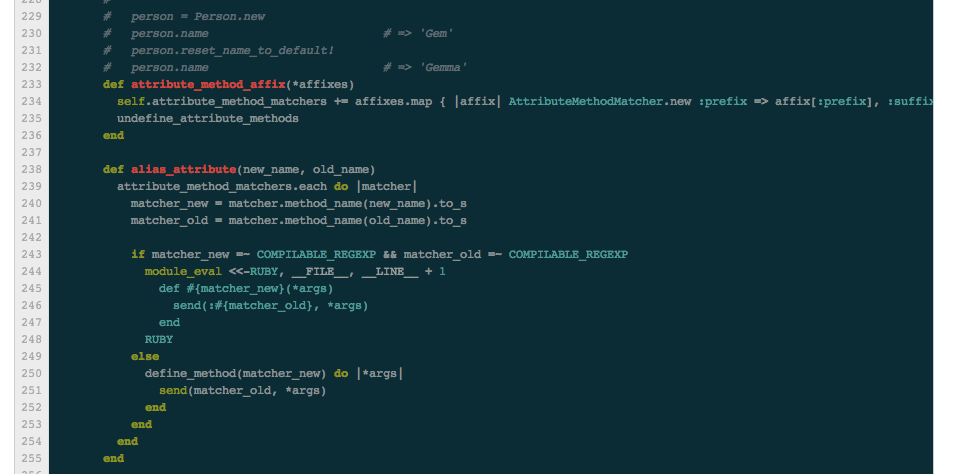 229 #   person = Person.new
230 #   person.name                         # => 'Gem'
231 #   person.reset_name_to_default!
232 #   person.name                         # => 'Gemma'
233 def attribute_method_affix(*affixes)
234   self.attribute_method_matchers += affixes.map { |affix| AttributeMethodMatcher.new :prefix => affix[:prefix], :suffix
235   undefine_attribute_methods
236 end
237
238 def alias_attribute(new_name, old_name)
239   attribute_method_matchers.each do |matcher|
240     matcher_new = matcher.method_name(new_name).to_s
241     matcher_old = matcher.method_name(old_name).to_s
242
243     if matcher_new =~ COMPILABLE_REGEXP && matcher_old =~ COMPILABLE_REGEXP
244       module_eval <<-RUBY, __FILE__, __LINE__ + 1
245         def #{matcher_new}(*args)
246           send(:#{matcher_old}, *args)
247         end
248       RUBY
249     else
250       define_method(matcher_new) do |*args|
251         send(matcher_old, *args)
252       end
253     end
254   end
255 end